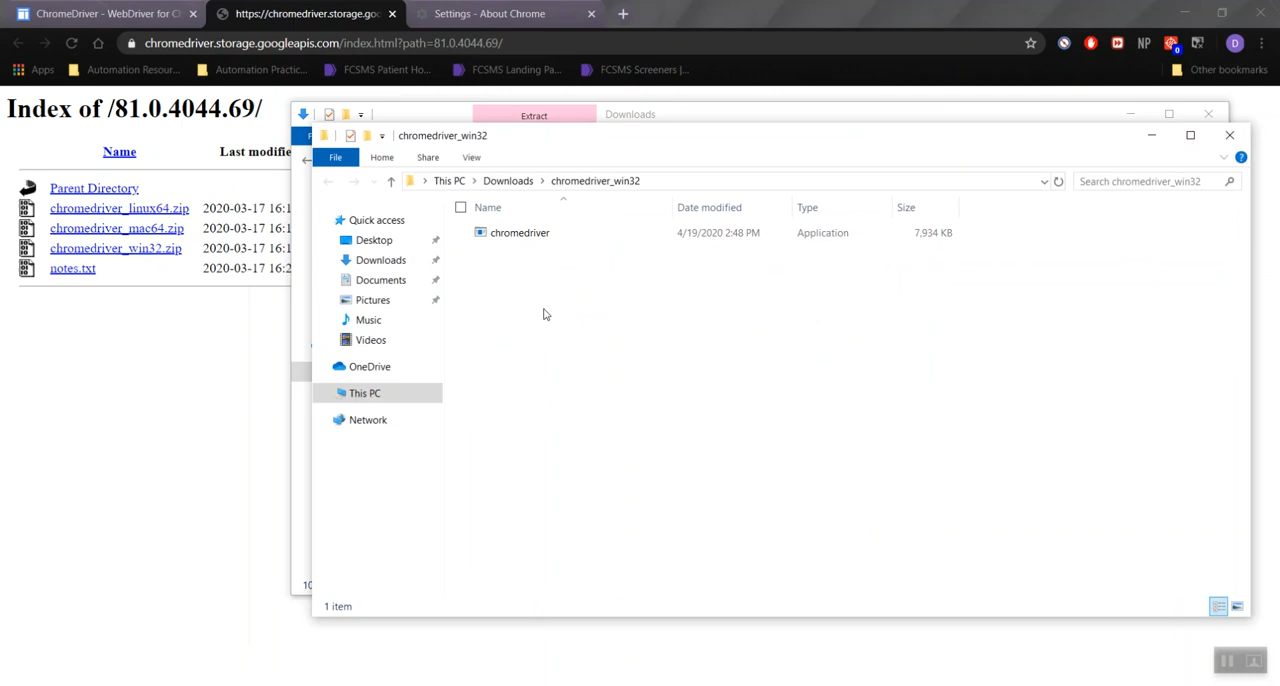 ChromeDriver - WebDriver for C
https://chromedriver.storage.goo
Settings - About Chrome
chromedriver.storage.googleapis.com/index.html?path=81.0.4044.69/
NP
0
D
Apps
Automation Resour...
Automation Practic...
FCSMS Patient Ho...
FCSMS Landing Pa...
FCSMS Screeners |...
Other bookmarks
Index of /81.0.4044.69/
Name
Last modifie
Parent Directory
chromedriver_linux64.zip 2020-03-17 16:1
chromedriver_mac64.zip 2020-03-17 16:1
chromedriver_win32.zip 2020-03-17 16:1
notes.txt 2020-03-17 16:2
Extract
Downloads
F
10
chromedriver_win32
File
Home
Share
View
This PC > Downloads > chromedriver_win32
Search chromedriver_win32
Name
Date modified
Type
Size
chromedriver
4/19/2020 2:48 PM
Application
7,934 KB
Quick access
Desktop
Downloads
Documents
Pictures
Music
Videos
OneDrive
This PC
Network
1 item